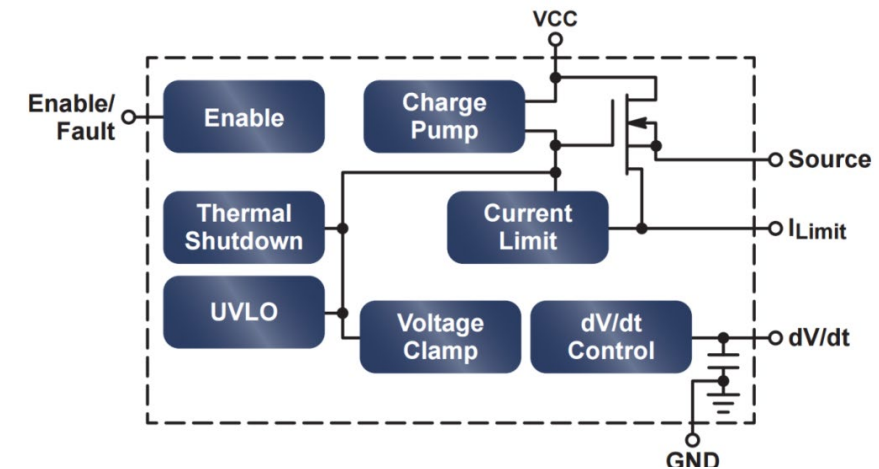 VCC
Enable/
Fault
Enable
Charge
Pump
Source
Thermal
Shutdown
Current
Limit
ILimit
UVLO
Voltage
Clamp
dV/dt
Control
dV/dt
GND